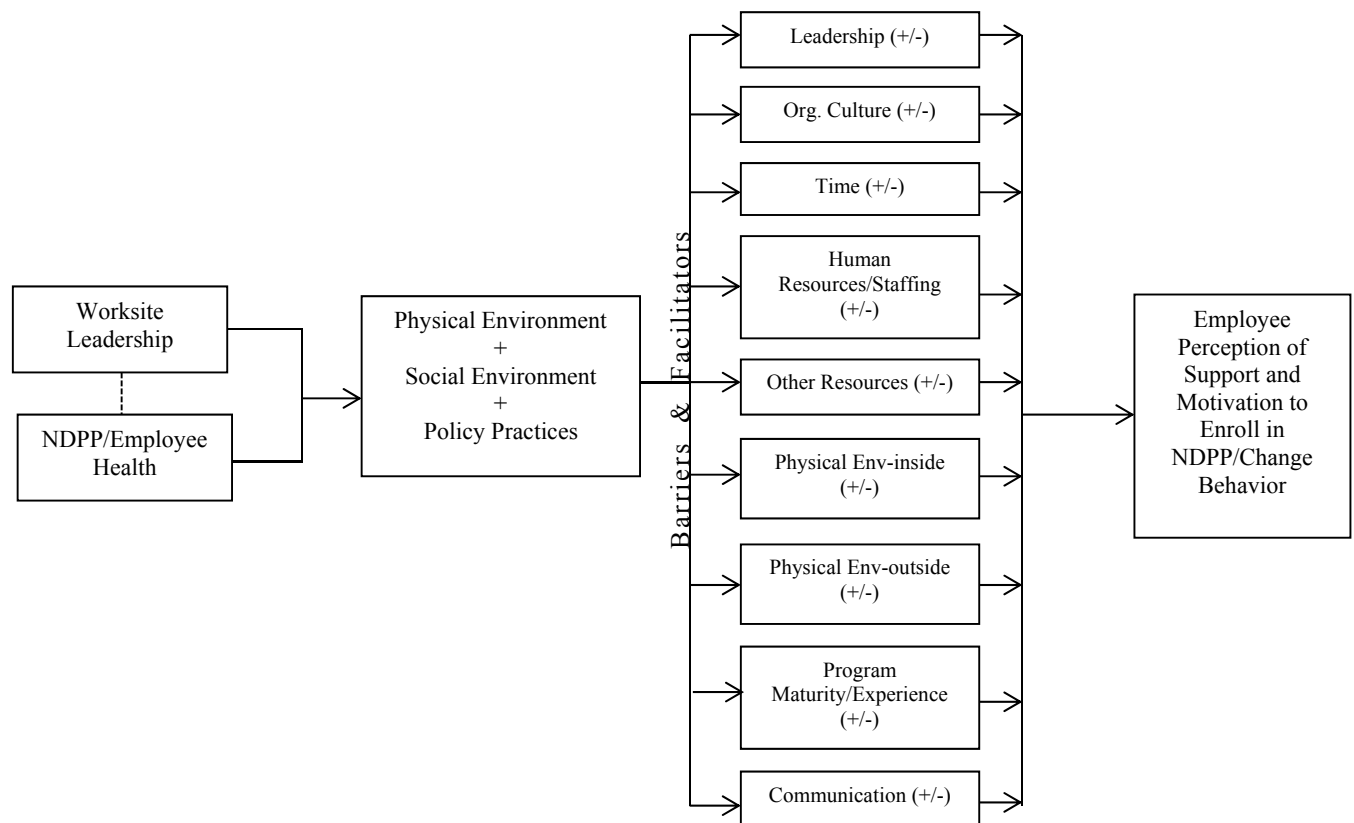 Worksite
Leadership
NDPP/Employee
Health
Physical Environment
+
Social Environment
+
Policy Practices
Barriers & Facilitators
Leadership (+/-)
Org. Culture (+/-)
Time (+/-)
Human
Resources/Staffing
(+/-)
Other Resources (+/-)
Physical Env-inside
(+/-)
Physical Env-outside
(+/-)
Program
Maturity/Experience
(+/-)
Communication (+/-)
Employee
Perception of
Support and
Motivation to
Enroll in
NDPP/Change
Behavior